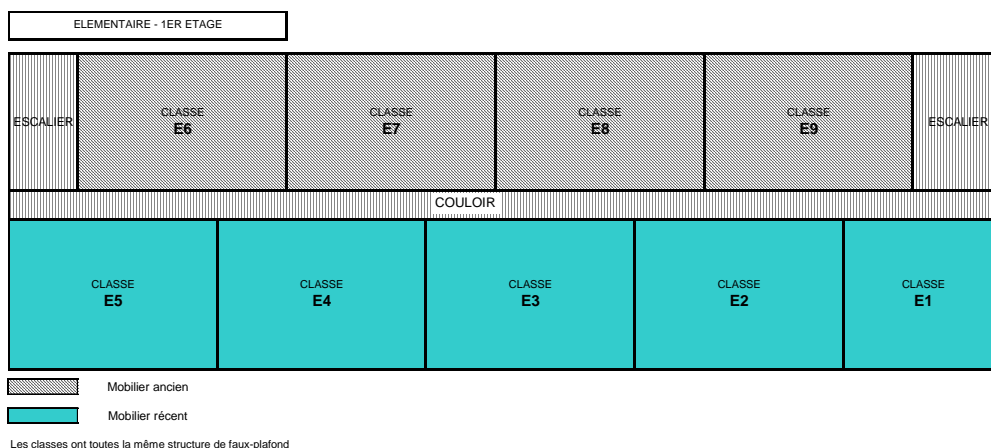 ELEMENTAIRE - 1ER ETAGE
ESCALIER
CLASSE
E6
CLASSE
E7
CLASSE
E8
CLASSE
E9
ESCALIER
COULOIR
CLASSE
E5
CLASSE
E4
CLASSE
E3
CLASSE
E2
CLASSE
E1
Mobilier ancien
Mobilier récent
Les classes ont toutes la même structure de faux-plafond